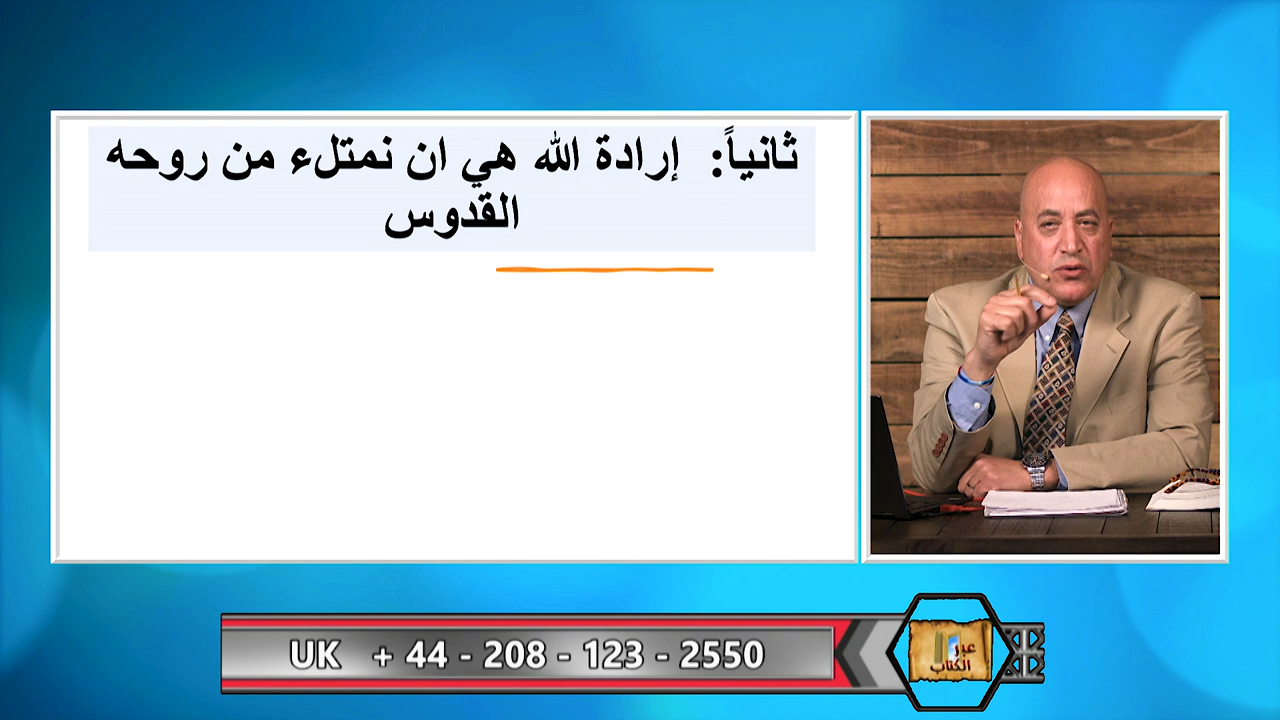 ثانياً: إرادة الله هي ان نمتلء من روحه
القدوس
UK + 44 - 208 - 123 - 2550
عبر
الكتاب